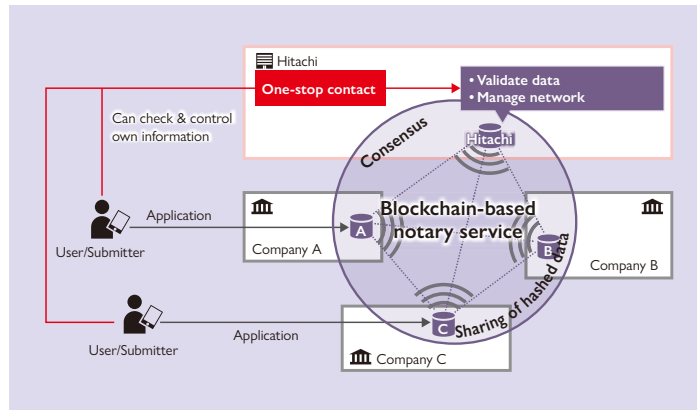 Hitachi
One-stop contact
• Validate data
• Manage network
Can check & control
own information
Consensus
Hitachi
Application
User/Submitter
A
Company A
Blockchain-based
notary service
B
Company B
Sharing of hashed data
User/Submitter
Application
C
Company C